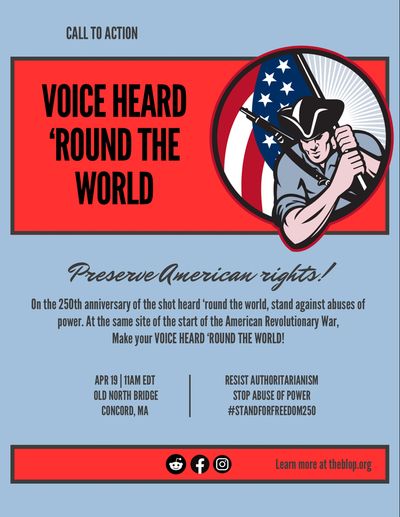 CALL TO ACTION
VOICE HEARD
‘ROUND THE
WORLD
Preserve American rights!
On the 250th anniversary of the shot heard ‘round the world, stand against abuses of
power. At the same site of the start of the American Revolutionary War,
Make your VOICE HEARD ‘ROUND THE WORLD!
APR 19 | 11AM EDT
OLD NORTH BRIDGE
CONCORD, MA
RESIST AUTHORITARIANISM
STOP ABUSE OF POWER
#STANDFORFREEDOM250
Learn more at theblop.org